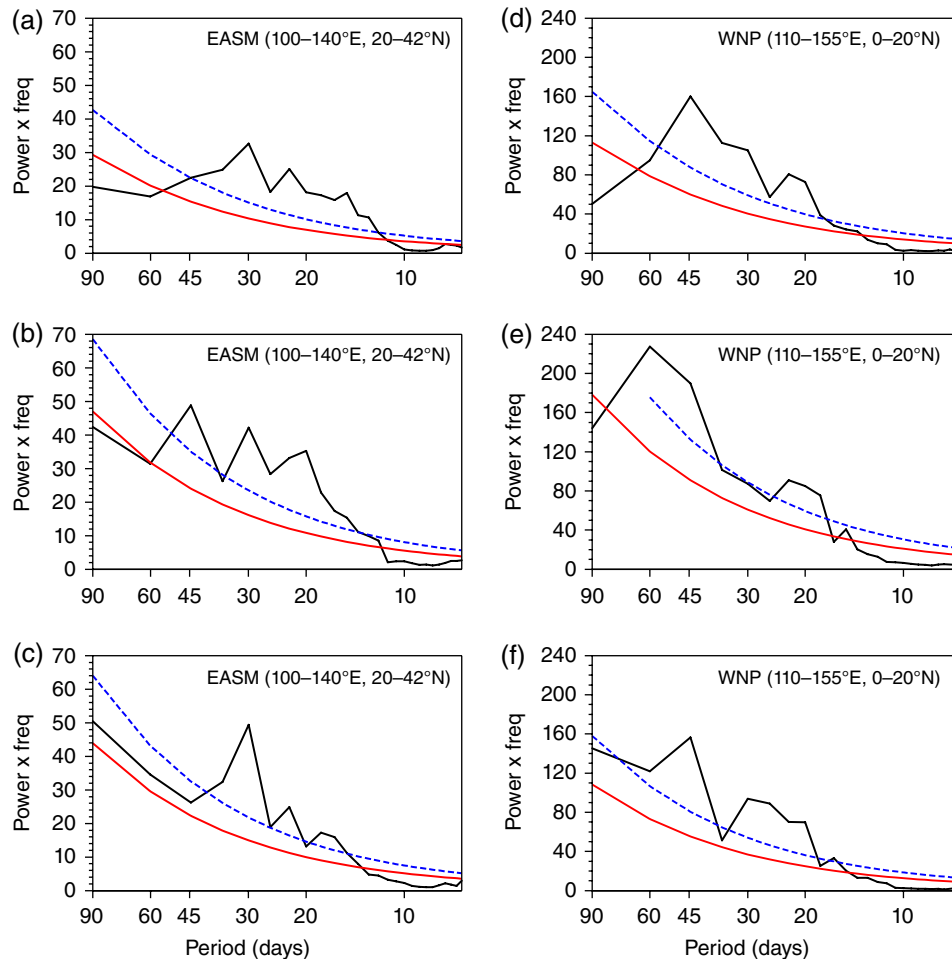 (a)
EASM (100–140°E, 20–42°N)
Power x freq
70
60
50
40
30
20
10
0
90 60 45 30 20 10
(d)
WNP (110–155°E, 0–20°N)
Power x freq
240
200
160
120
80
40
0
90 60 45 30 20 10
(b)
EASM (100–140°E, 20–42°N)
Power x freq
70
60
50
40
30
20
10
0
90 60 45 30 20 10
(e)
WNP (110–155°E, 0–20°N)
Power x freq
240
200
160
120
80
40
0
90 60 45 30 20 10
(c)
EASM (100–140°E, 20–42°N)
Power x freq
70
60
50
40
30
20
10
0
90 60 45 30 20 10
Period (days)
(f)
WNP (110–155°E, 0–20°N)
Power x freq
240
200
160
120
80
40
0
90 60 45 30 20 10
Period (days)